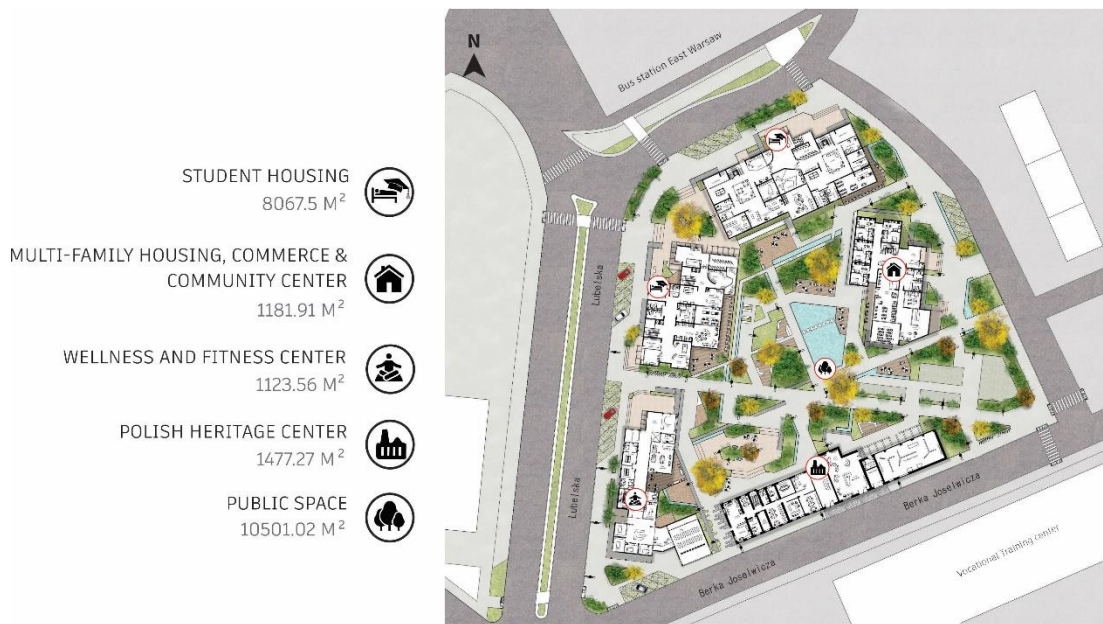 STUDENT HOUSING
8067.5 M²
MULTI-FAMILY HOUSING, COMMERCE &
COMMUNITY CENTER
1181.91 M²
WELLNESS AND FITNESS CENTER
1123.56 M²
POLISH HERITAGE CENTER
1477.27 M²
PUBLIC SPACE
10501.02 M²
N
Bus station East Warsaw
Lubelska
Lubelska
Berka Joselwicza
Berka Joselwicza
Vocational Training center